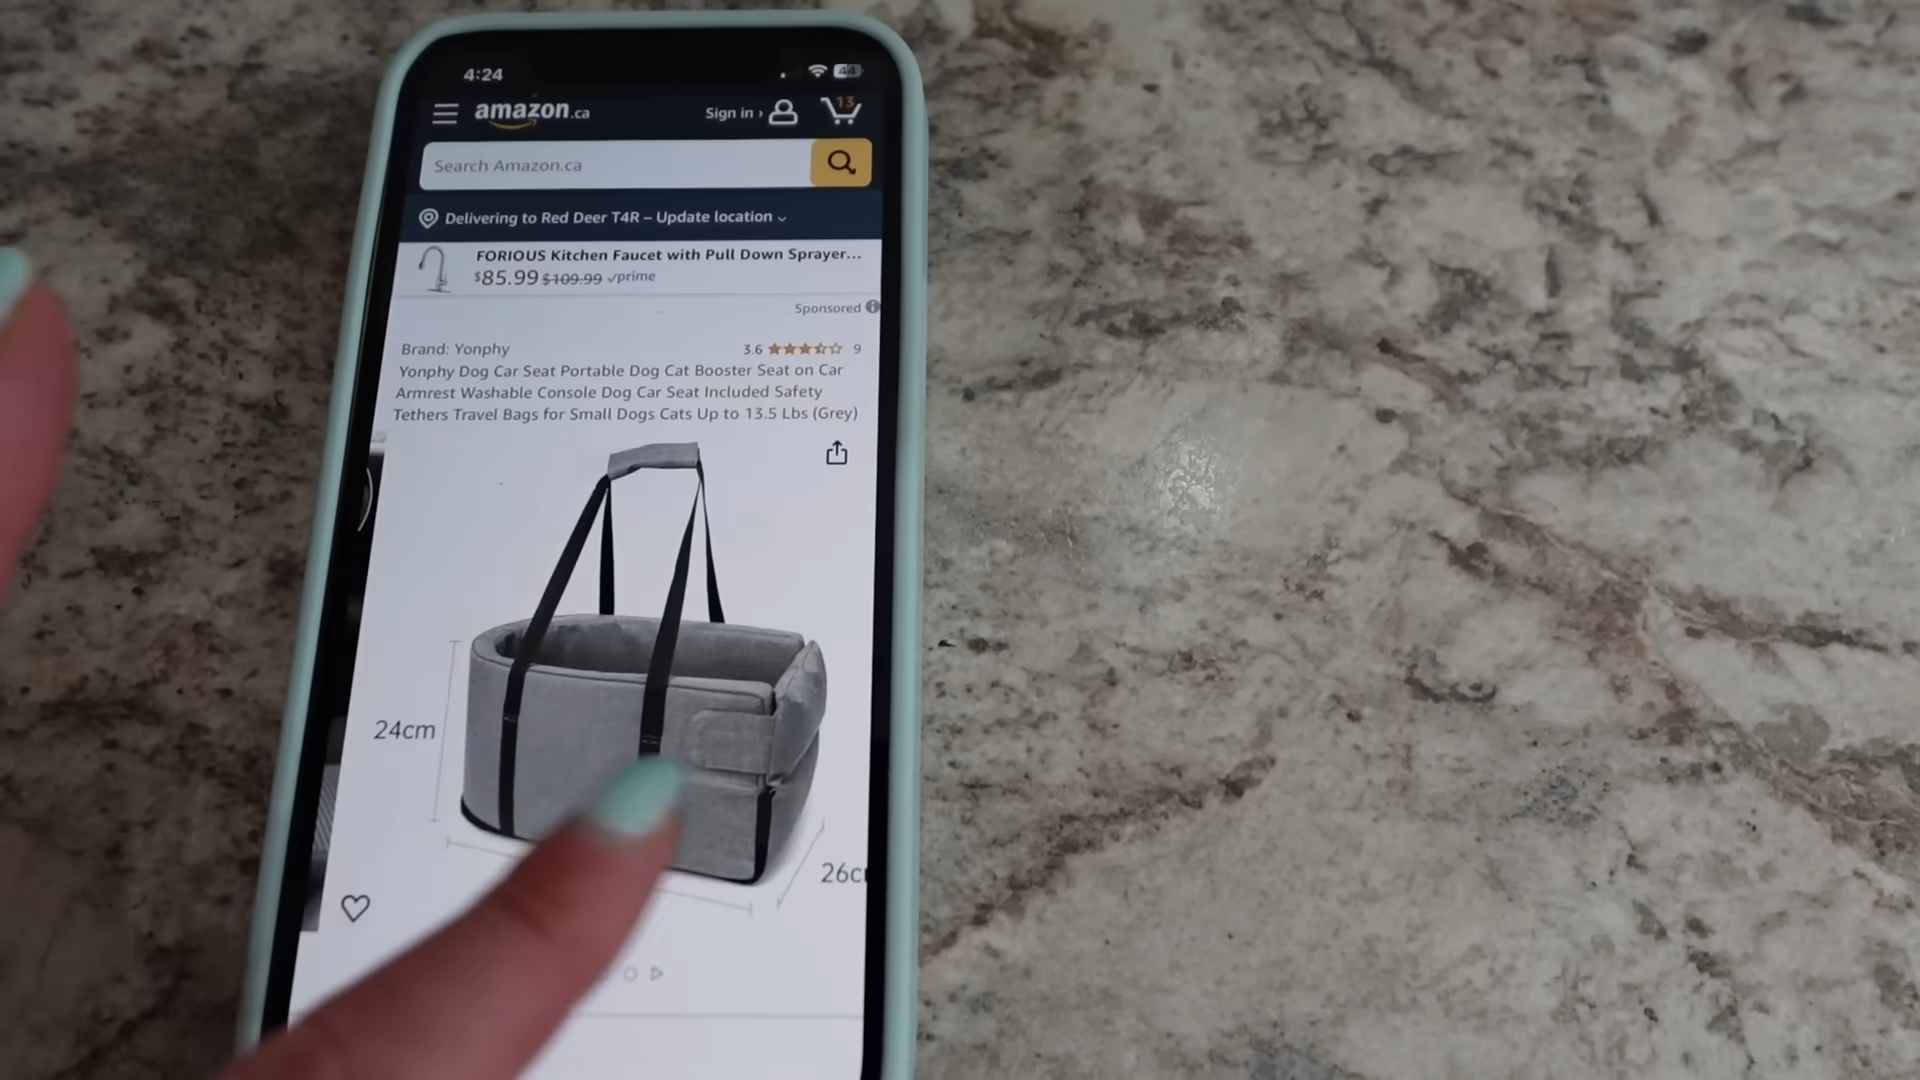 4:24
44
amazon.ca
Sign in ›
13
Search Amazon.ca
Delivering to Red Deer T4R – Update location
FORIOUS Kitchen Faucet with Pull Down Sprayer...
$85.99 $109.99 prime
Sponsored
Brand: Yonphy
3.6
9
Yonphy Dog Car Seat Portable Dog Cat Booster Seat on Car
Armrest Washable Console Dog Car Seat Included Safety
Tethers Travel Bags for Small Dogs Cats Up to 13.5 Lbs (Grey)
24cm
26c